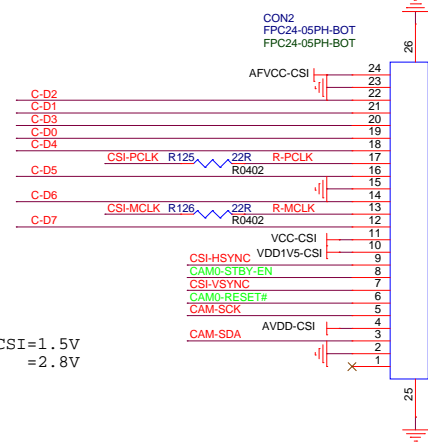 CON2
FPC24-05PH-BOT
FPC24-05PH-BOT
26
AFVCC-CSI 24
23
C-D2 22
C-D1 21
C-D3 20
C-D0 19
C-D4 18
CSI-PCLK R125 22R R-PCLK 17
R0402
C-D5 16
15
C-D6 14
CSI-MCLK R126 22R R-MCLK 13
R0402
C-D7 12
VCC-CSI 11
VDD1V5-CSI 10
CSI-HSYNC 9
CAM0-STBY-EN 8
CSI-VSYNC 7
CAM0-RESET# 6
CAM-SCK 5
AVDD-CSI 4
CAM-SDA 3
2
1
CSI=1.5V
=2.8V
25